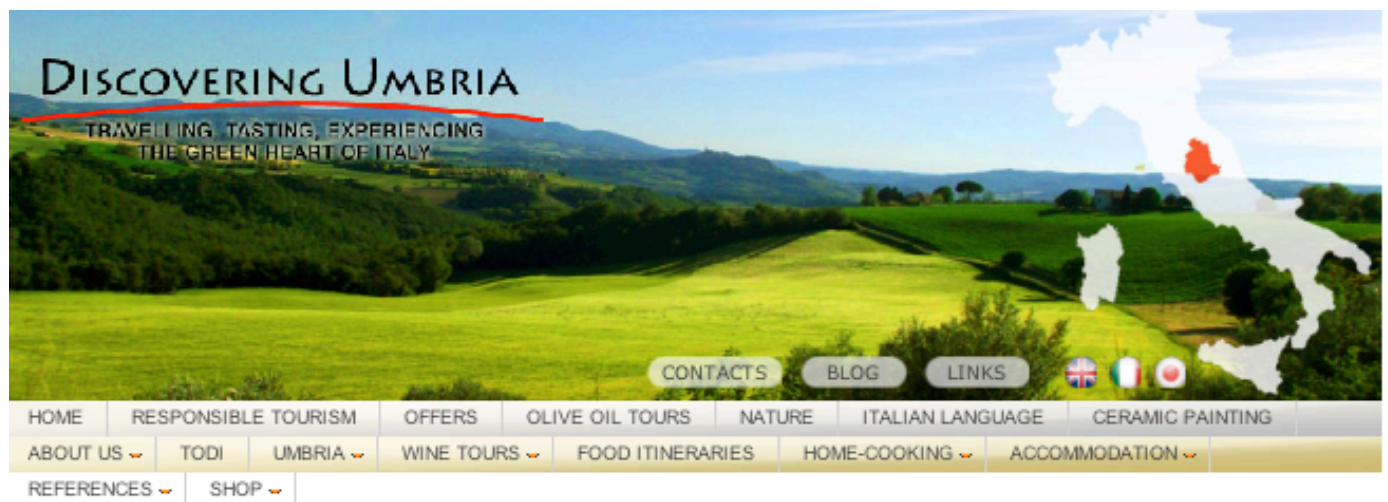 DISCOVERING UMBRIA
TRAVELLING, TASTING, EXPERIENCING
THE GREEN HEART OF ITALY
CONTACTS BLOG LINKS
HOME RESPONSIBLE TOURISM OFFERS OLIVE OIL TOURS NATURE ITALIAN LANGUAGE CERAMIC PAINTING
ABOUT US TODI UMBRIA WINE TOURS FOOD ITINERARIES HOME-COOKING ACCOMMODATION
REFERENCES SHOP